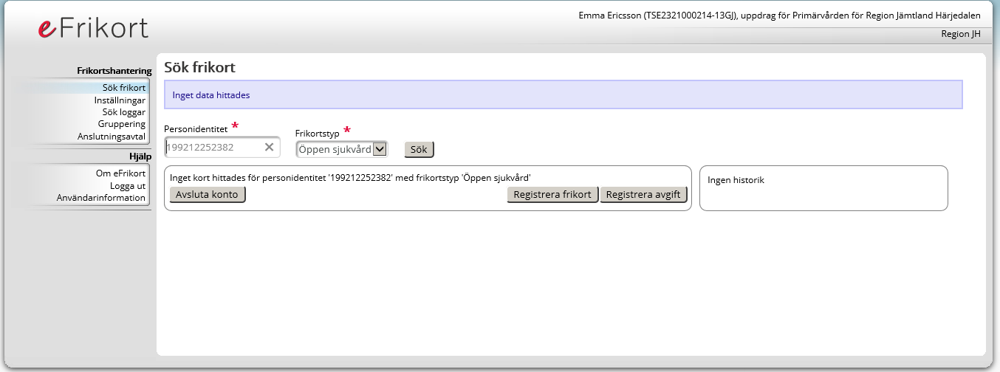 Emma Ericsson (TSE2321000214-13GJ), uppdrag för Primärvården för Region Jämtland Härjedalen
eFrikort
Region JH
Frikortshantering
Sök frikort
Inställningar
Sök loggar
Gruppering
Anslutningsavtal
Hjälp
Om eFrikort
Logga ut
Användarinformation
Sök frikort
Inget data hittades
Personidentitet *
Frikortstyp *
199212252382
Öppen sjukvård
Sök
Inget kort hittades för personidentitet '199212252382' med frikortstyp 'Öppen sjukvård'
Avsluta konto
Registrera frikort
Registrera avgift
Ingen historik